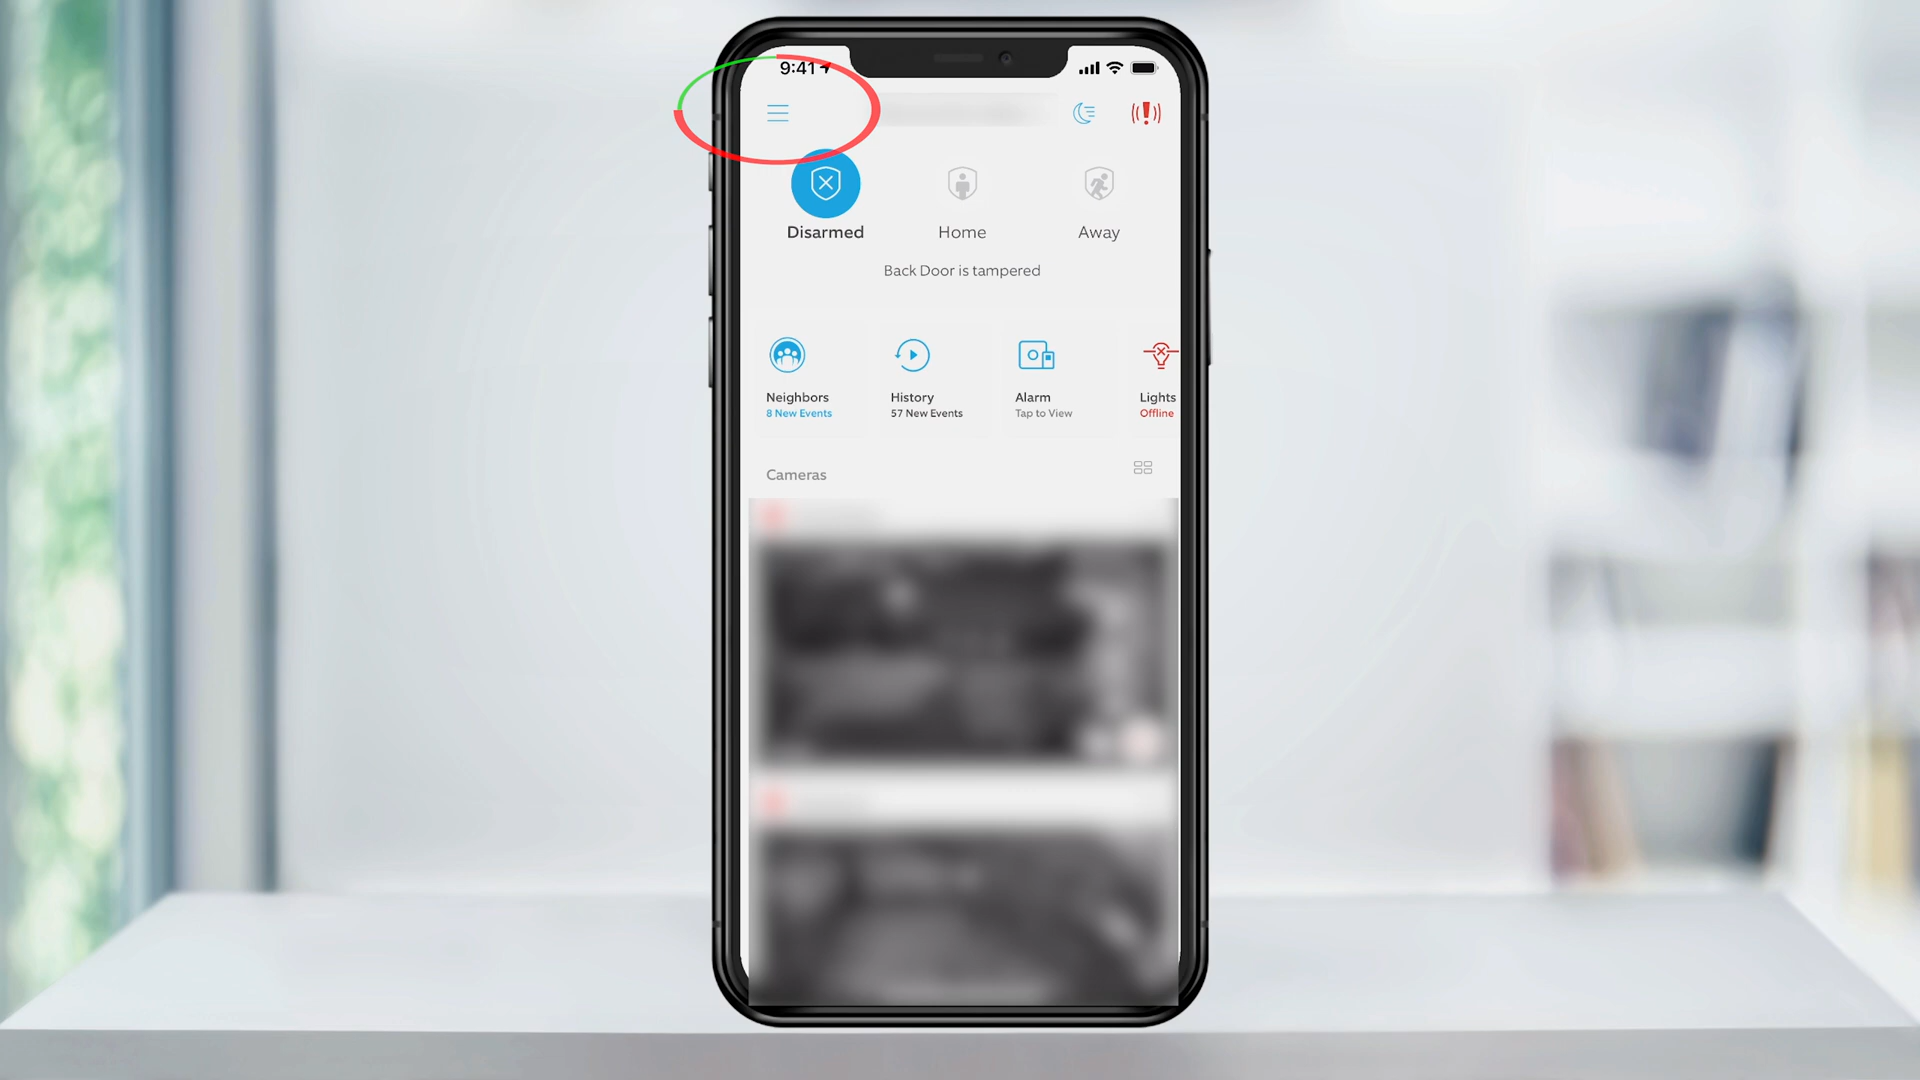 9:41
Disarmed
Home
Away
Back Door is tampered
Neighbors
8 New Events
History
57 New Events
Alarm
Tap to View
Lights
Offline
Cameras